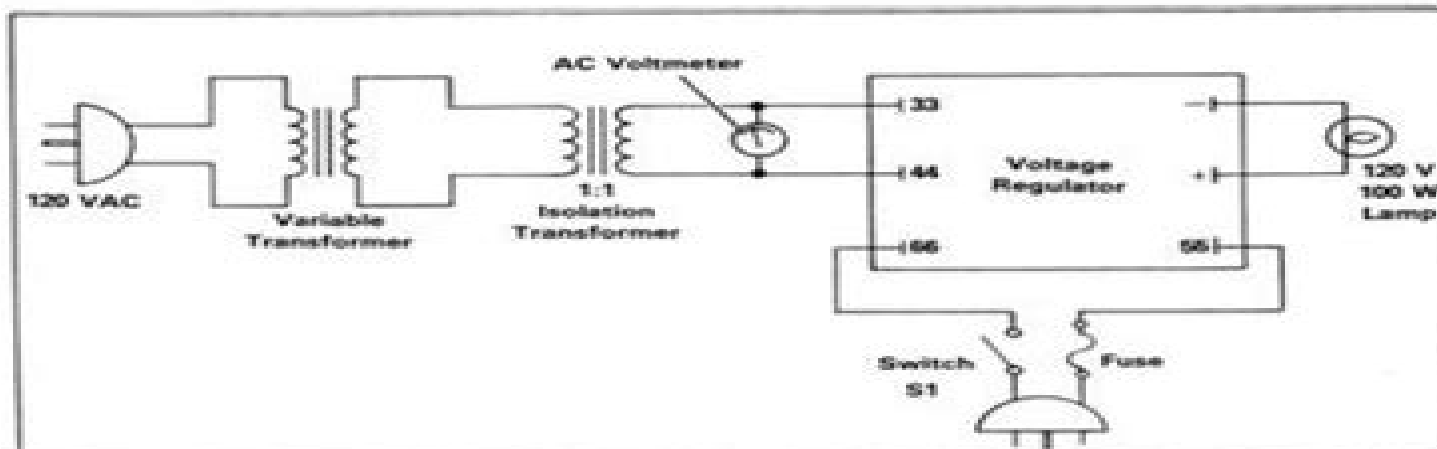 AC Voltmeter
120 VAC
Variable
Transformer
1:1
Isolation
Transformer
33
44
66
55
Voltage
Regulator
−
+
120 V
100 W
Lamp
Switch
S1
Fuse